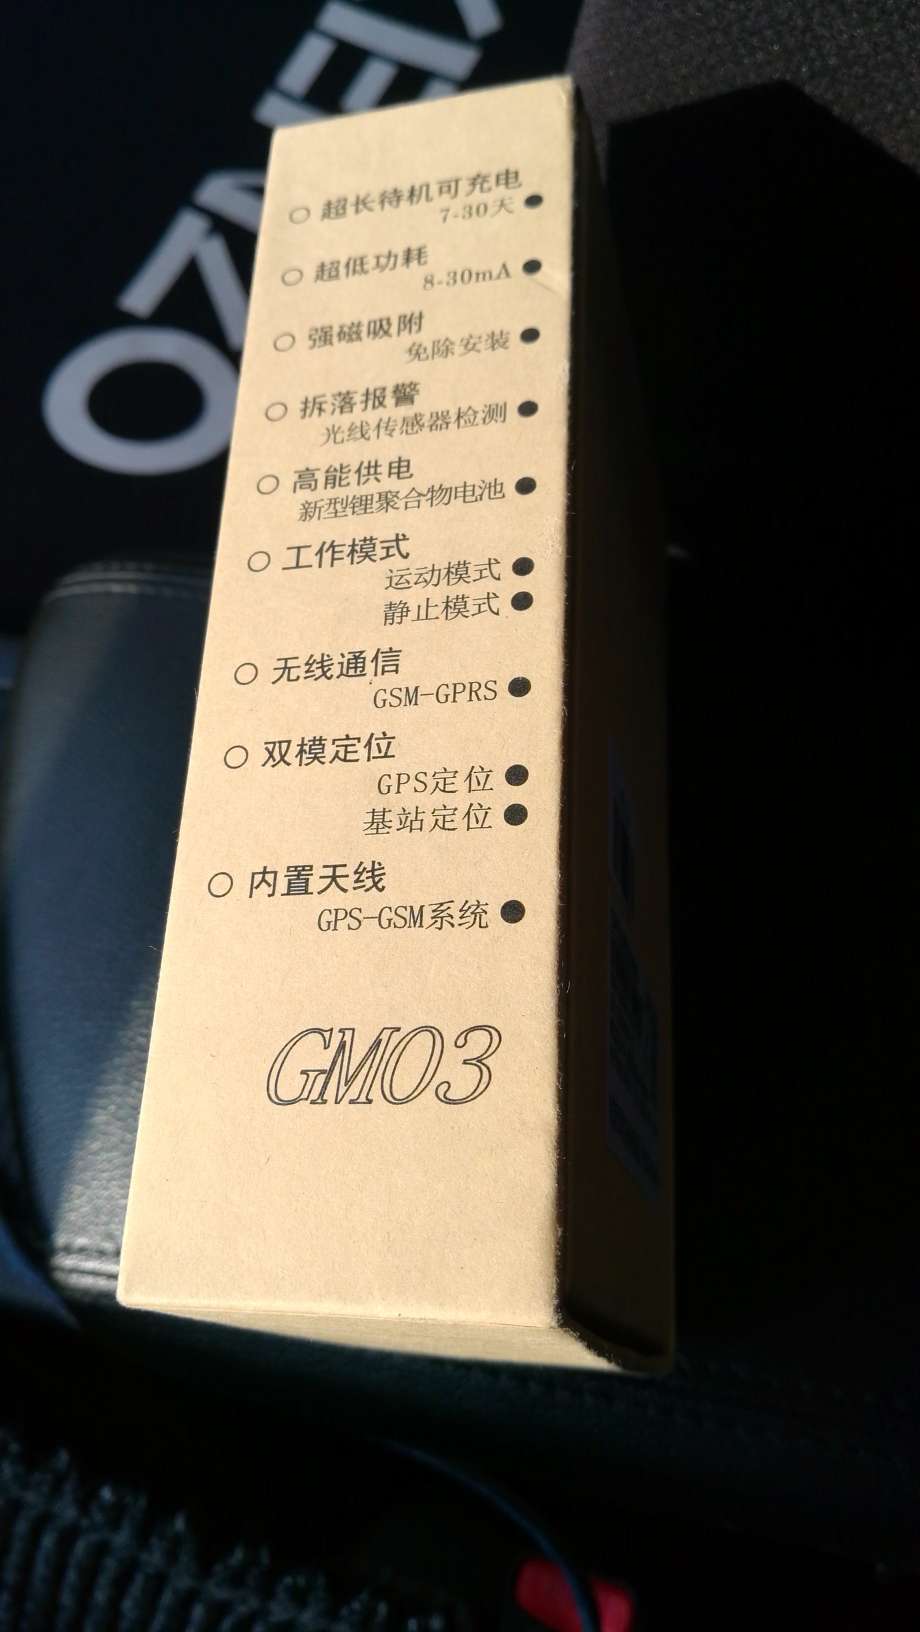 超长待机可充电
7-30天
超低功耗
8-30mA
强磁吸附
免除安装
拆落报警
光线传感器检测
高能供电
新型锂聚合物电池
工作模式
运动模式
静止模式
无线通信
GSM-GPRS
双模定位
GPS定位
基站定位
内置天线
GPS-GSM系统
GM03